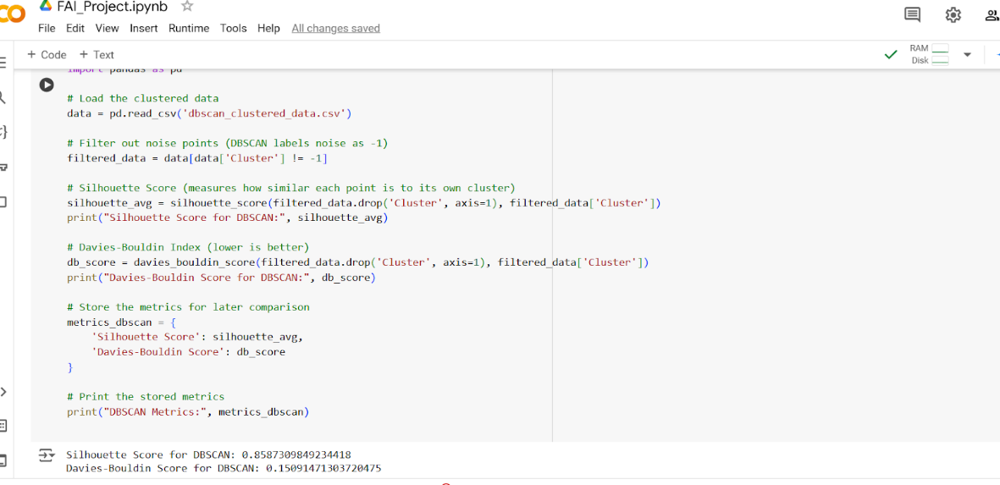 FAI_Project.ipynb
File Edit View Insert Runtime Tools Help All changes saved
+ Code + Text
RAM
Disk
import pandas as pd
# Load the clustered data
data = pd.read_csv('dbscan_clustered_data.csv')
# Filter out noise points (DBSCAN labels noise as -1)
filtered_data = data[data['Cluster'] != -1]
# Silhouette Score (measures how similar each point is to its own cluster)
silhouette_avg = silhouette_score(filtered_data.drop('Cluster', axis=1), filtered_data['Cluster'])
print("Silhouette Score for DBSCAN:", silhouette_avg)
# Davies-Bouldin Index (lower is better)
db_score = davies_bouldin_score(filtered_data.drop('Cluster', axis=1), filtered_data['Cluster'])
print("Davies-Bouldin Score for DBSCAN:", db_score)
# Store the metrics for later comparison
metrics_dbscan = {
    'Silhouette Score': silhouette_avg,
    'Davies-Bouldin Score': db_score
}
# Print the stored metrics
print("DBSCAN Metrics:", metrics_dbscan)
Silhouette Score for DBSCAN: 0.8587309849234418
Davies-Bouldin Score for DBSCAN: 0.15091471303720475